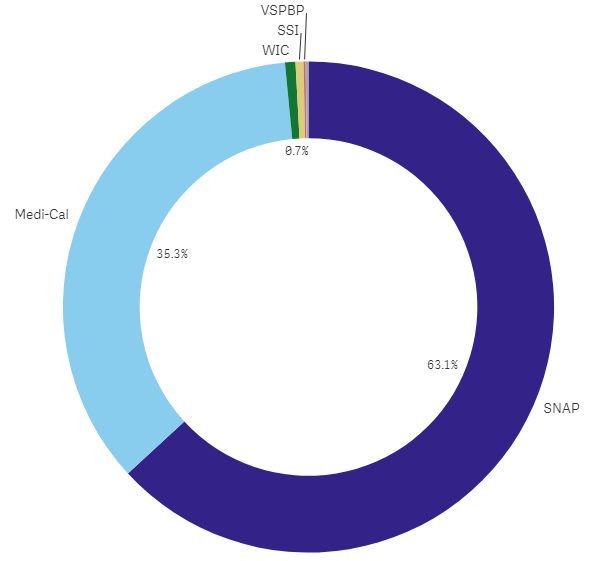 VSPBP
SSI
WIC
0.7%
Medi-Cal
35.3%
63.1%
SNAP